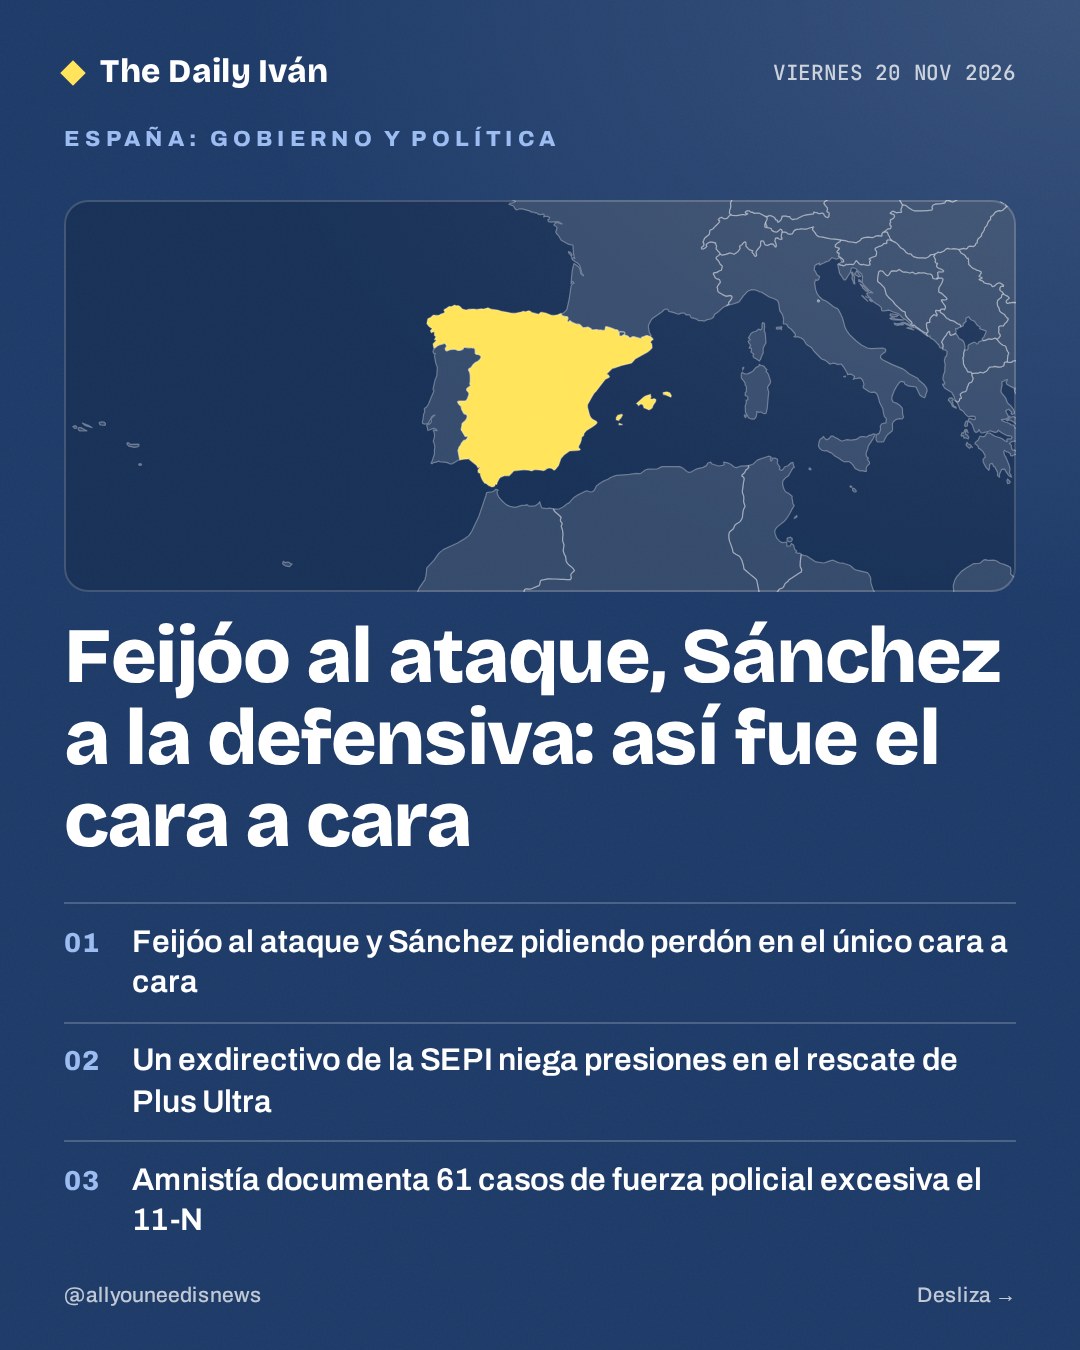 The Daily Iván
VIERNES 20 NOV 2026
ESPAÑA: GOBIERNO Y POLÍTICA
Feijóo al ataque, Sánchez
a la defensiva: así fue el
cara a cara
01 Feijóo al ataque y Sánchez pidiendo perdón en el único cara a
cara
02 Un exdirectivo de la SEPI niega presiones en el rescate de
Plus Ultra
03 Amnistía documenta 61 casos de fuerza policial excesiva el
11-N
@allyouneedisnews
Desliza →